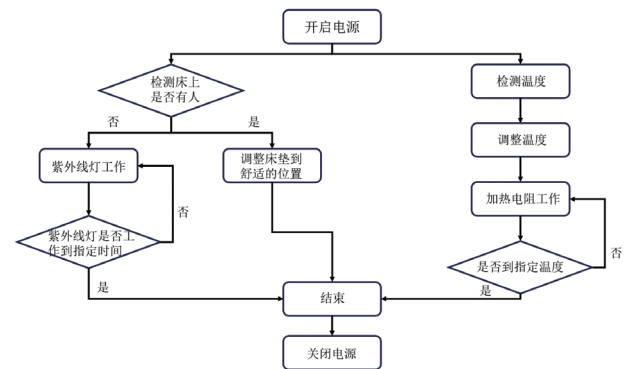 开启电源
检测床上
是否有人
检测温度
否
是
调整温度
紫外线灯工作
调整床垫到
舒适的位置
加热电阻工作
否
紫外线灯是否工
作到指定时间
否
是否到指定温度
是
是
结束
关闭电源